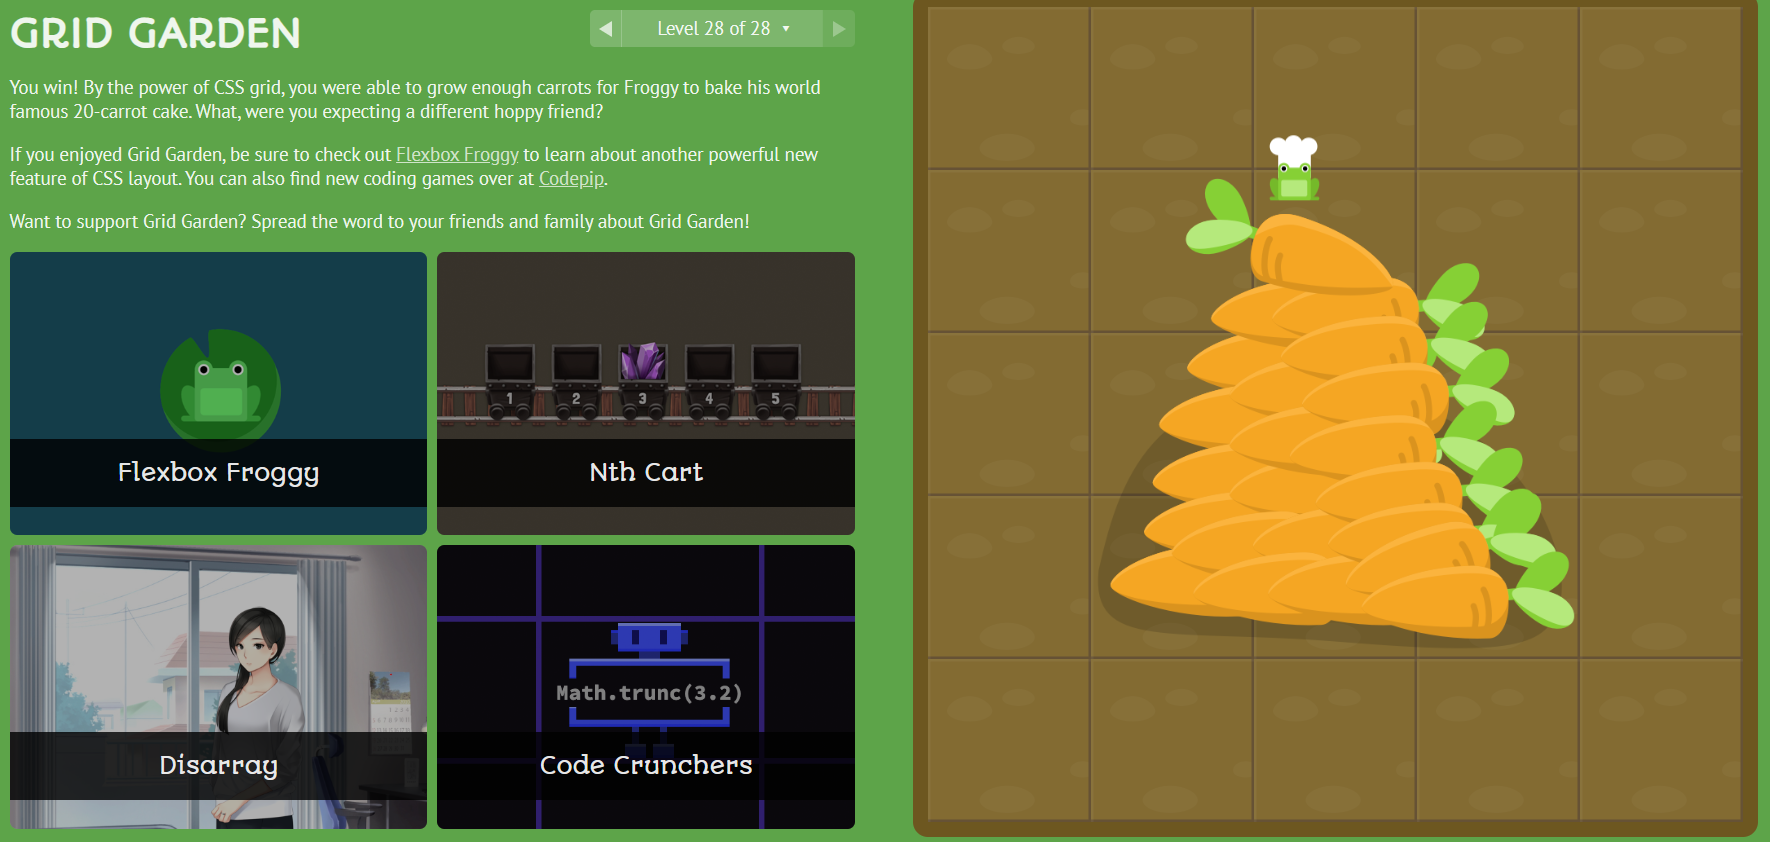 GRID GARDEN
Level 28 of 28
You win! By the power of CSS grid, you were able to grow enough carrots for Froggy to bake his world
famous 20-carrot cake. What, were you expecting a different hoppy friend?
If you enjoyed Grid Garden, be sure to check out Flexbox Froggy to learn about another powerful new
feature of CSS layout. You can also find new coding games over at Codepip.
Want to support Grid Garden? Spread the word to your friends and family about Grid Garden!
Flexbox Froggy
1 2 3 4 5
Nth Cart
Disarray
Math.trunc(3.2)
Code Crunchers